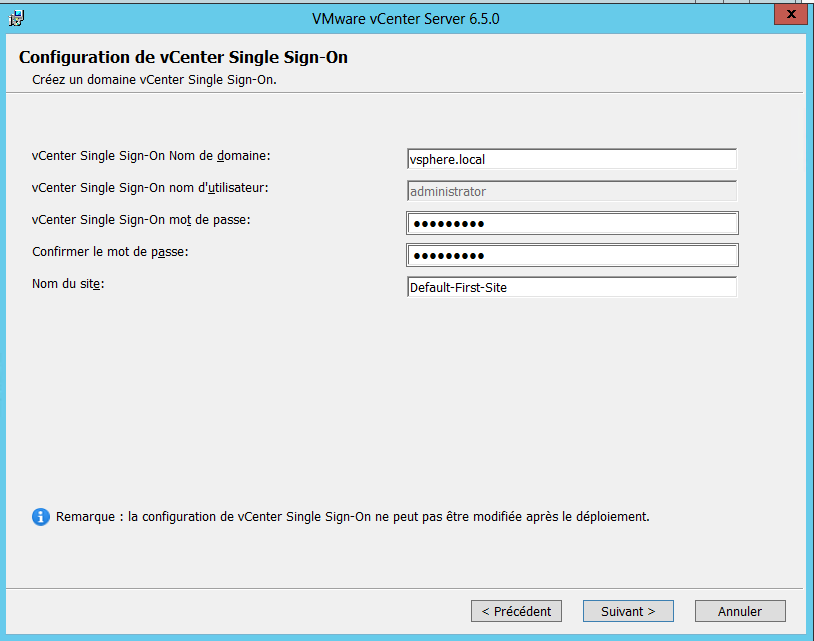 VMware vCenter Server 6.5.0
x
Configuration de vCenter Single Sign-On
Créez un domaine vCenter Single Sign-On.
vCenter Single Sign-On Nom de domaine: vsphere.local
vCenter Single Sign-On nom d'utilisateur: administrator
vCenter Single Sign-On mot de passe: ●●●●●●●●●
Confirmer le mot de passe: ●●●●●●●●●
Nom du site: Default-First-Site
i Remarque : la configuration de vCenter Single Sign-On ne peut pas être modifiée après le déploiement.
< Précédent Suivant > Annuler